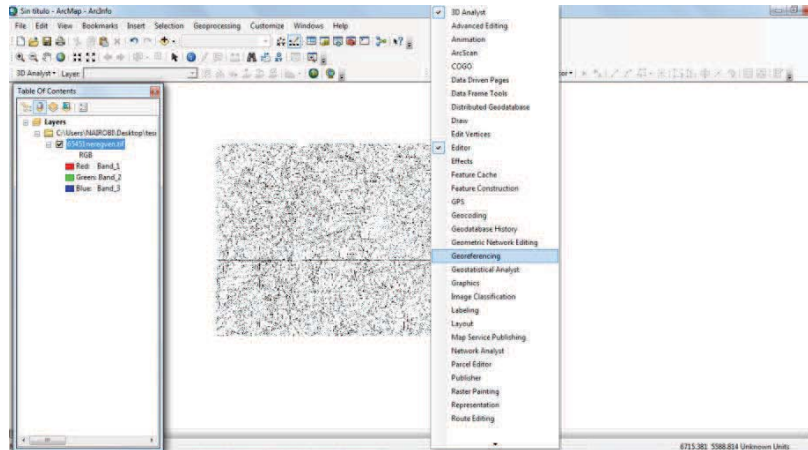 Sin título - ArcMap - ArcInfo
File Edit View Bookmarks Insert Selection Geoprocessing Customize Windows Help
3D Analyst Layer
Table Of Contents
Layers
C:\Users\NAIROBI\Desktop\tes
RGB
Red: Band_1
Green: Band_2
Blue: Band_3
3D Analyst
Advanced Editing
Animation
ArcScan
COGO
Data Driven Pages
Data Frame Tools
Distributed Geodatabase
Draw
Edit Vertices
Editor
Effects
Feature Cache
Feature Construction
GPS
Geocoding
Geodatabase History
Geometric Network Editing
Georeferencing
Geostatistical Analyst
Graphics
Image Classification
Labeling
Layout
Map Service Publishing
Network Analyst
Parcel Editor
Publisher
Raster Painting
Representation
Route Editing
6715.381 5588.814 Unknown Units